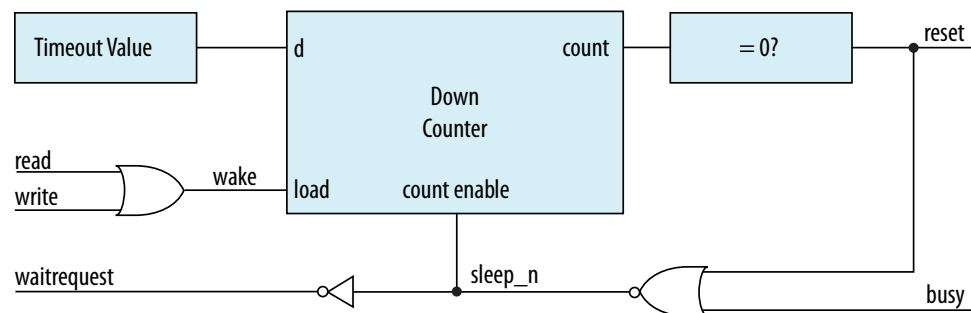 Timeout Value
d
count
= 0?
reset
Down
Counter
read
write
wake
load
count enable
waitrequest
sleep_n
busy